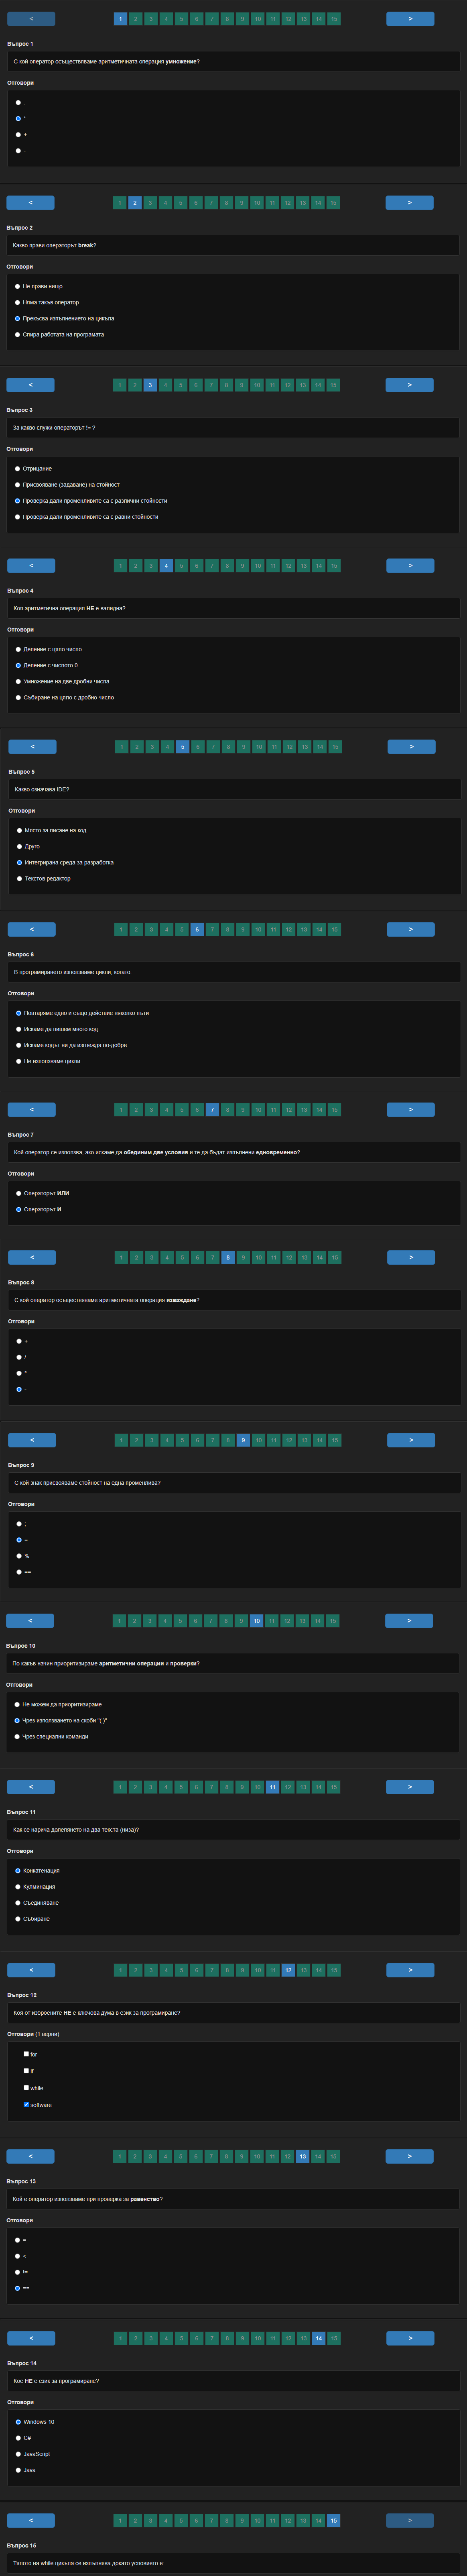 < 1 2 3 4 5 6 7 8 9 10 11 12 13 14 15 >
Въпрос 1
С кой оператор осъществяваме аритметичната операция умножение?
Отговори
.
*
+
-
< 1 2 3 4 5 6 7 8 9 10 11 12 13 14 15 >
Въпрос 2
Какво прави операторът break?
Отговори
Не прави нищо
Няма такъв оператор
Прекъсва изпълнението на цикъла
Спира работата на програмата
< 1 2 3 4 5 6 7 8 9 10 11 12 13 14 15 >
Въпрос 3
За какво служи операторът != ?
Отговори
Отрицание
Присвояване (задаване) на стойност
Проверка дали променливите са с различни стойности
Проверка дали променливите са с равни стойности
< 1 2 3 4 5 6 7 8 9 10 11 12 13 14 15 >
Въпрос 4
Коя аритметична операция НЕ е валидна?
Отговори
Деление с цяло число
Деление с числото 0
Умножение на две дробни числа
Събиране на цяло с дробно число
< 1 2 3 4 5 6 7 8 9 10 11 12 13 14 15 >
Въпрос 5
Какво означава IDE?
Отговори
Място за писане на код
Друго
Интегрирана среда за разработка
Текстов редактор
< 1 2 3 4 5 6 7 8 9 10 11 12 13 14 15 >
Въпрос 6
В програмирането използваме цикли, когато:
Отговори
Повтаряме едно и също действие няколко пъти
Искаме да пишем много код
Искаме кодът ни да изглежда по-добре
Не използваме цикли
< 1 2 3 4 5 6 7 8 9 10 11 12 13 14 15 >
Въпрос 7
Кой оператор се използва, ако искаме да обединим две условия и те да бъдат изпълнени едновременно?
Отговори
Операторът ИЛИ
Операторът И
< 1 2 3 4 5 6 7 8 9 10 11 12 13 14 15 >
Въпрос 8
С кой оператор осъществяваме аритметичната операция изваждане?
Отговори
+
/
*
-
< 1 2 3 4 5 6 7 8 9 10 11 12 13 14 15 >
Въпрос 9
С кой знак присвояваме стойност на една променлива?
Отговори
:
=
%
==
< 1 2 3 4 5 6 7 8 9 10 11 12 13 14 15 >
Въпрос 10
По какъв начин приоритизираме аритметични операции и проверки?
Отговори
Не можем да приоритизираме
Чрез използването на скоби "( )"
Чрез специални команди
< 1 2 3 4 5 6 7 8 9 10 11 12 13 14 15 >
Въпрос 11
Как се нарича долепянето на два текста (низа)?
Отговори
Конкатенация
Кулминация
Съединяване
Събиране
< 1 2 3 4 5 6 7 8 9 10 11 12 13 14 15 >
Въпрос 12
Коя от изброените НЕ е ключова дума в език за програмиране?
Отговори (1 верни)
for
if
while
software
< 1 2 3 4 5 6 7 8 9 10 11 12 13 14 15 >
Въпрос 13
Кой е оператор използваме при проверка за равенство?
Отговори
=
<
!=
==
< 1 2 3 4 5 6 7 8 9 10 11 12 13 14 15 >
Въпрос 14
Кое НЕ е език за програмиране?
Отговори
Windows 10
C#
JavaScript
Java
< 1 2 3 4 5 6 7 8 9 10 11 12 13 14 15 >
Въпрос 15
Тялото на while цикъла се изпълнява докато условието е: